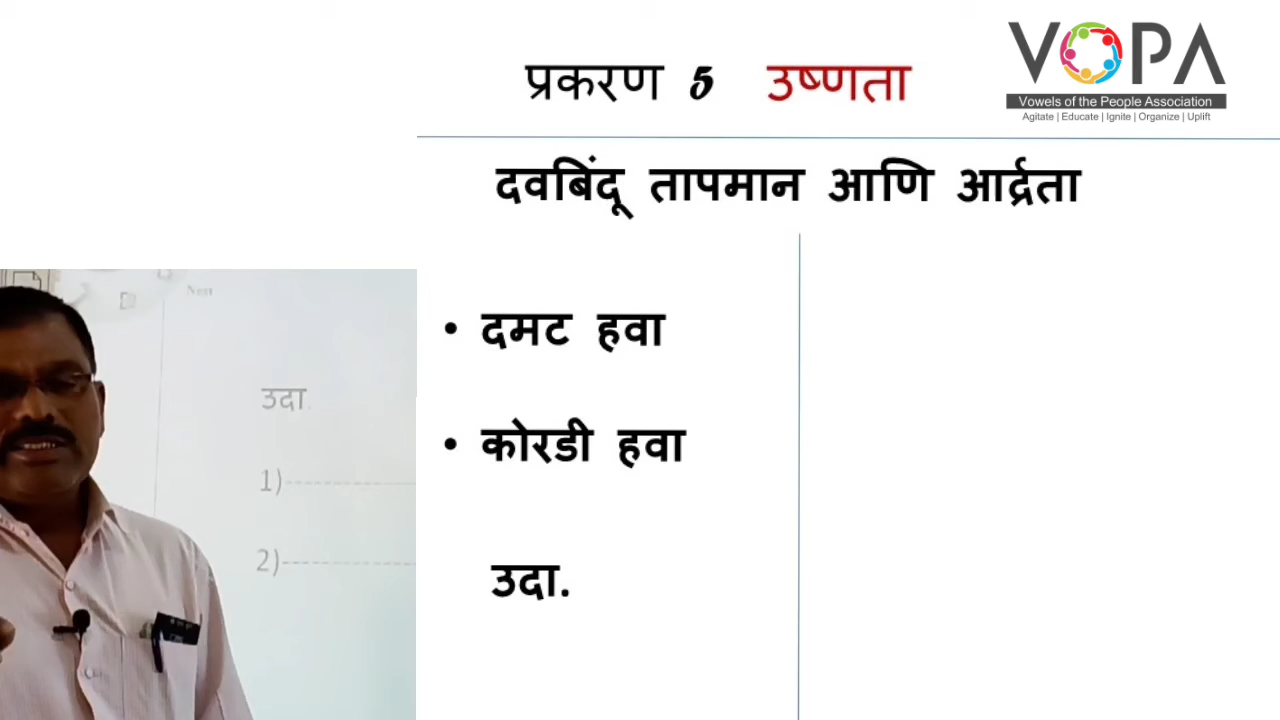 VOPA
Vowels of the People Association
Agitate | Educate | Ignite | Organize | Uplift
प्रकरण 5 उष्णता
दवबिंदू तापमान आणि आर्द्रता
• दमट हवा
• कोरडी हवा
उदा.
Next
उदा.
1)
2)